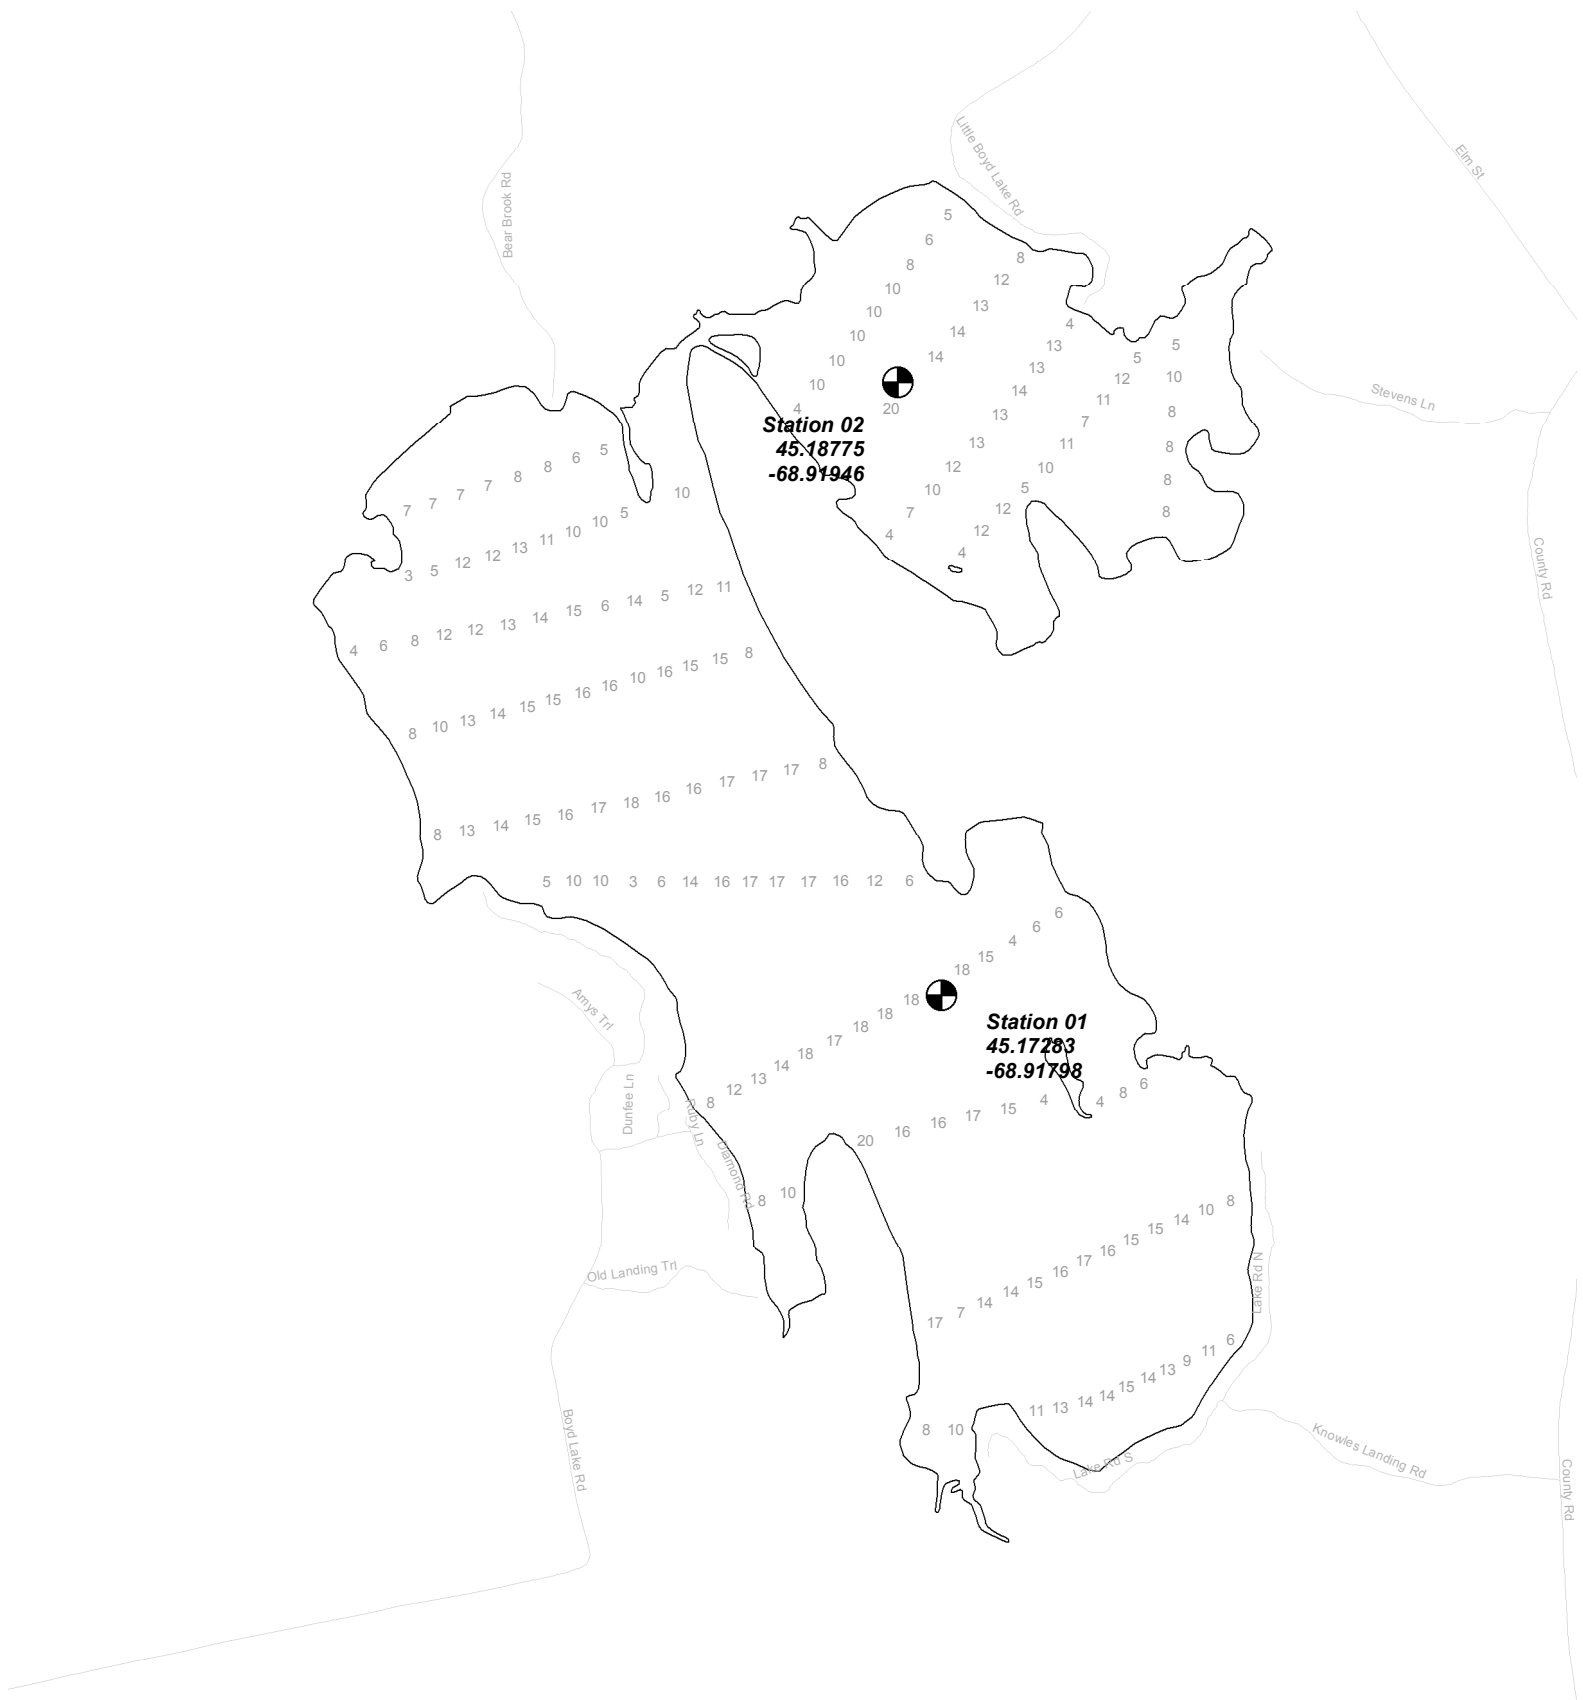 Little Boyd Lake Rd
Elm St
Bear Brook Rd
5
6
8
8
10
12
10
13
10
14
4
10
14
13
5
5
10
13
12
10
10
14
11
8
4
20
13
7
Stevens Ln
Station 02
45.18775
-68.91946
13
11
8
12
10
8
10
5
8
7
12
4
12
4
7 7 7 7 8 8 6 5
10
3 5 12 12 13 11 10 10 5
4 6 8 12 12 13 14 15 6 14 5 12 11
County Rd
8 10 13 14 15 15 16 16 10 16 15 15 8
8 13 14 15 16 17 18 16 16 17 17 17 8
5 10 10 3 6 14 16 17 17 17 16 12 6
8 12 13 14 18 17 18 18 18 18 15 4 6 6
Amys Trl
Station 01
45.17283
-68.91798
Dunfee Ln
Ruby Ln
Diamond Rd
20 16 16 17 15 4 4 8 6
8 10
Old Landing Trl
Lake Rd N
17 7 14 14 15 16 17 16 15 15 14 10 8
11 13 14 14 15 14 13 9 11 6
8 10
Boyd Lake Rd
Lake Rd S
Knowles Landing Rd
County Rd